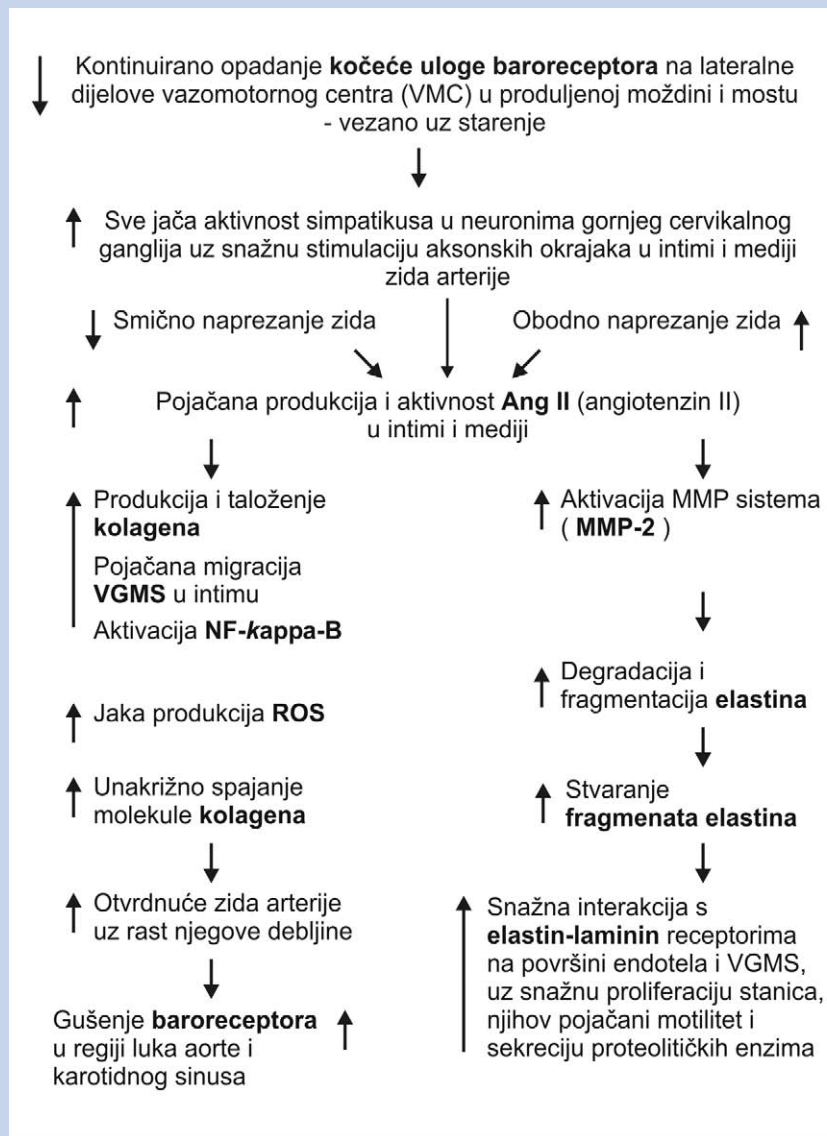 Kontinuirano opadanje kočeće uloge baroreceptora na lateralne
dijelove vazomotornog centra (VMC) u produljenoj moždini i mostu
- vezano uz starenje
Sve jača aktivnost simpatikusa u neuronima gornjeg cervikalnog
ganglija uz snažnu stimulaciju aksonskih okrajaka u intimi i mediji
zida arterije
Smično naprezanje zida
Obodno naprezanje zida
Pojačana produkcija i aktivnost Ang II (angiotenzin II)
u intimi i mediji
Produkcija i taloženje
kolagena
Pojačana migracija
VGMS u intimu
Aktivacija NF-kappa-B
Jaka produkcija ROS
Unakrižno spajanje
molekule kolagena
Otvrdnuće zida arterije
uz rast njegove debljine
Gušenje baroreceptora
u regiji luka aorte i
karotidnog sinusa
Aktivacija MMP sistema
( MMP-2 )
Degradacija i
fragmentacija elastina
Stvaranje
fragmenata elastina
Snažna interakcija s
elastin-laminin receptorima
na površini endotela i VGMS,
uz snažnu proliferaciju stanica,
njihov pojačani motilitet i
sekreciju proteolitičkih enzima